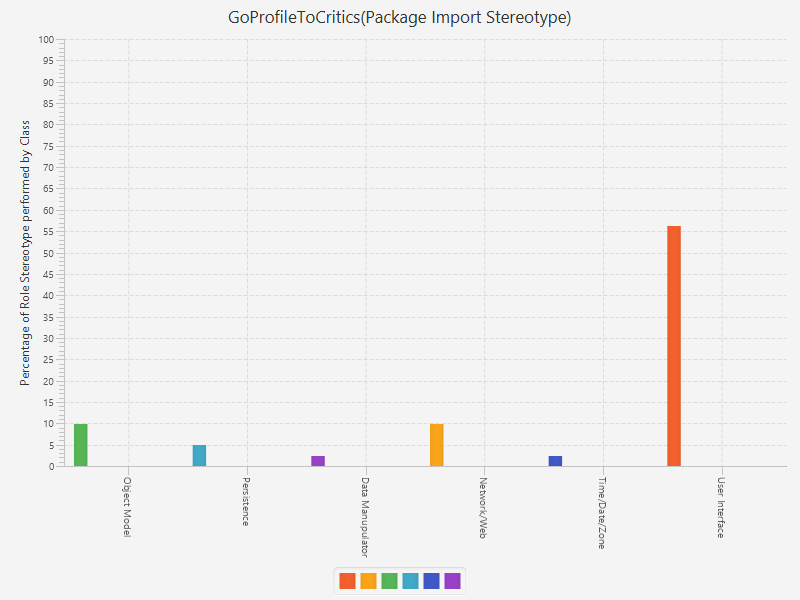 GoProfileToCritics(Package Import Stereotype)
Percentage of Role Stereotype performed by Class
100
95
90
85
80
75
70
65
60
55
50
45
40
35
30
25
20
15
10
5
0
Object Model
Persistence
Data Manupulator
Network/Web
Time/Date/Zone
User Interface